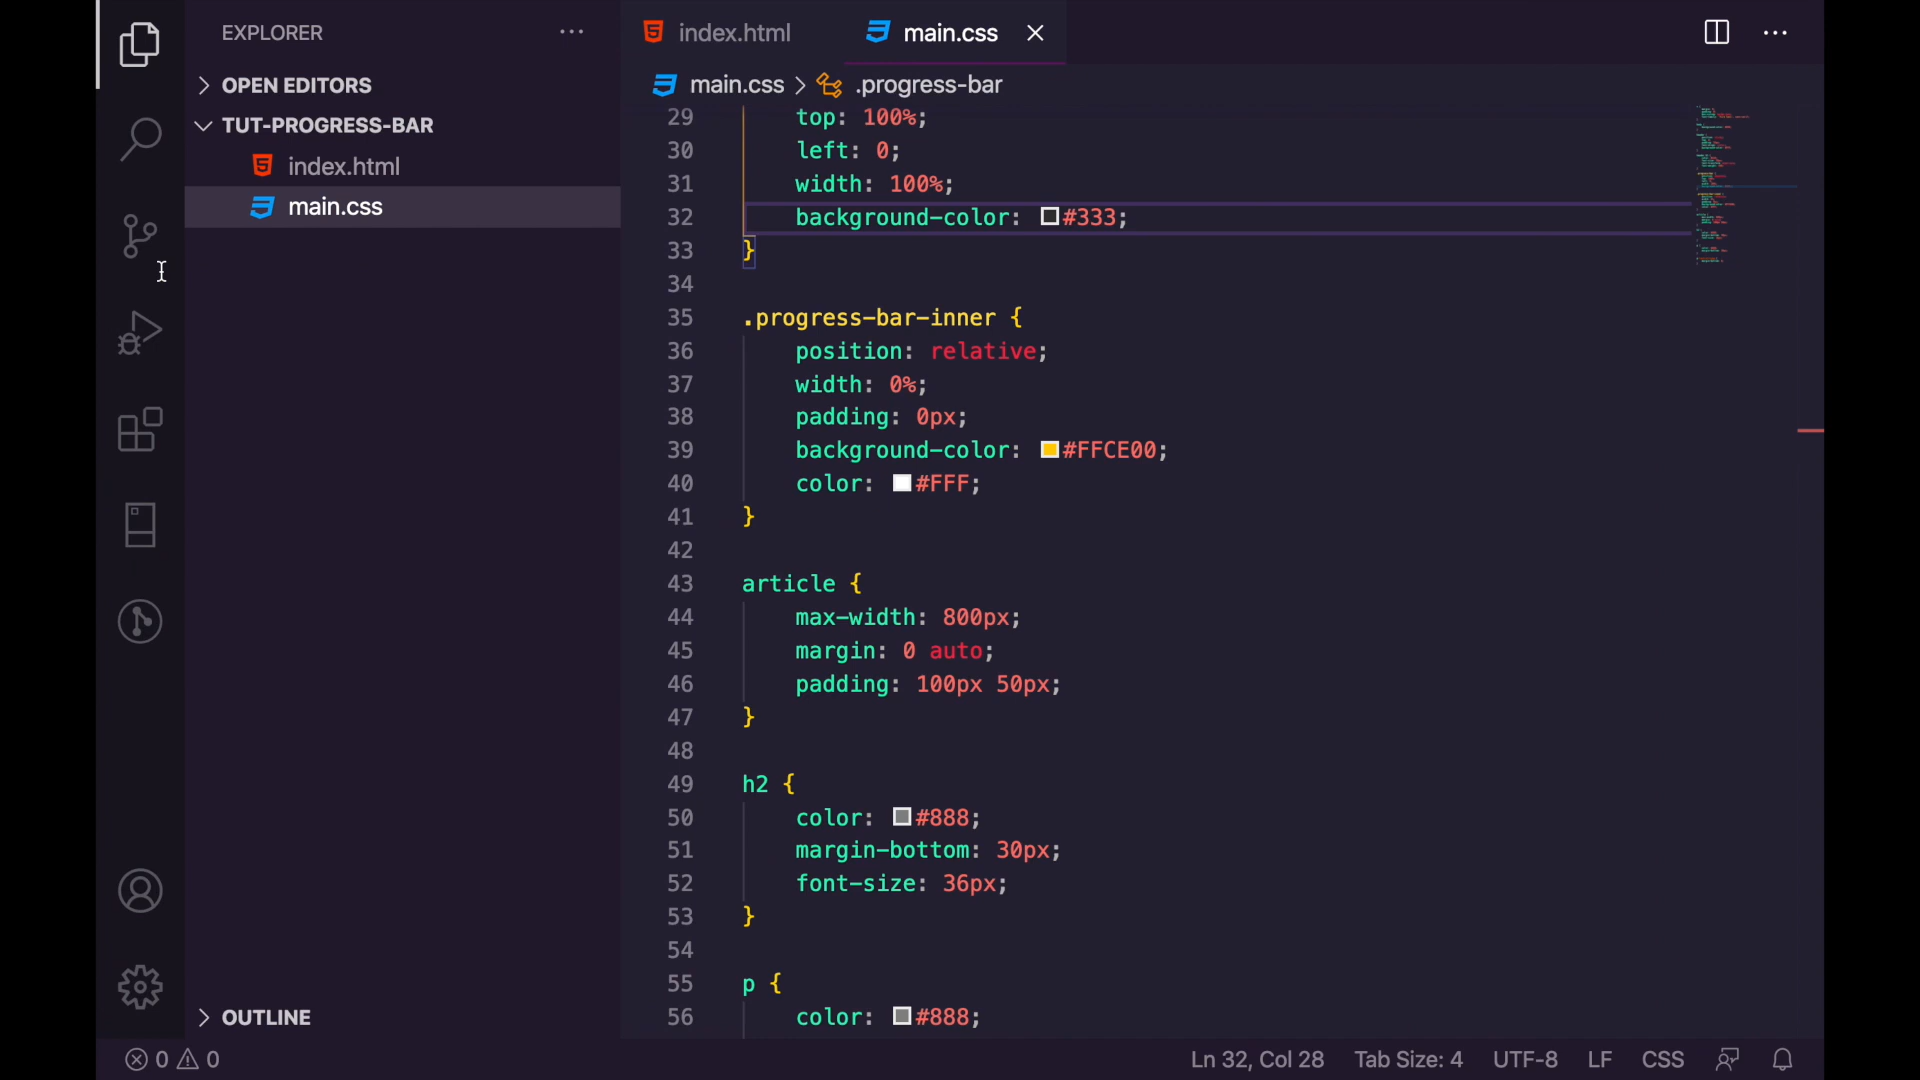 EXPLORER
OPEN EDITORS
TUT-PROGRESS-BAR
index.html
main.css
OUTLINE
index.html
main.css
main.css > .progress-bar
29 top: 100%;
30 left: 0;
31 width: 100%;
32 background-color: #333;
33 }
34
35 .progress-bar-inner {
36 position: relative;
37 width: 0%;
38 padding: 0px;
39 background-color: #FFCE00;
40 color: #FFF;
41 }
42
43 article {
44 max-width: 800px;
45 margin: 0 auto;
46 padding: 100px 50px;
47 }
48
49 h2 {
50 color: #888;
51 margin-bottom: 30px;
52 font-size: 36px;
53 }
54
55 p {
56 color: #888;
0 0 Ln 32, Col 28 Tab Size: 4 UTF-8 LF CSS